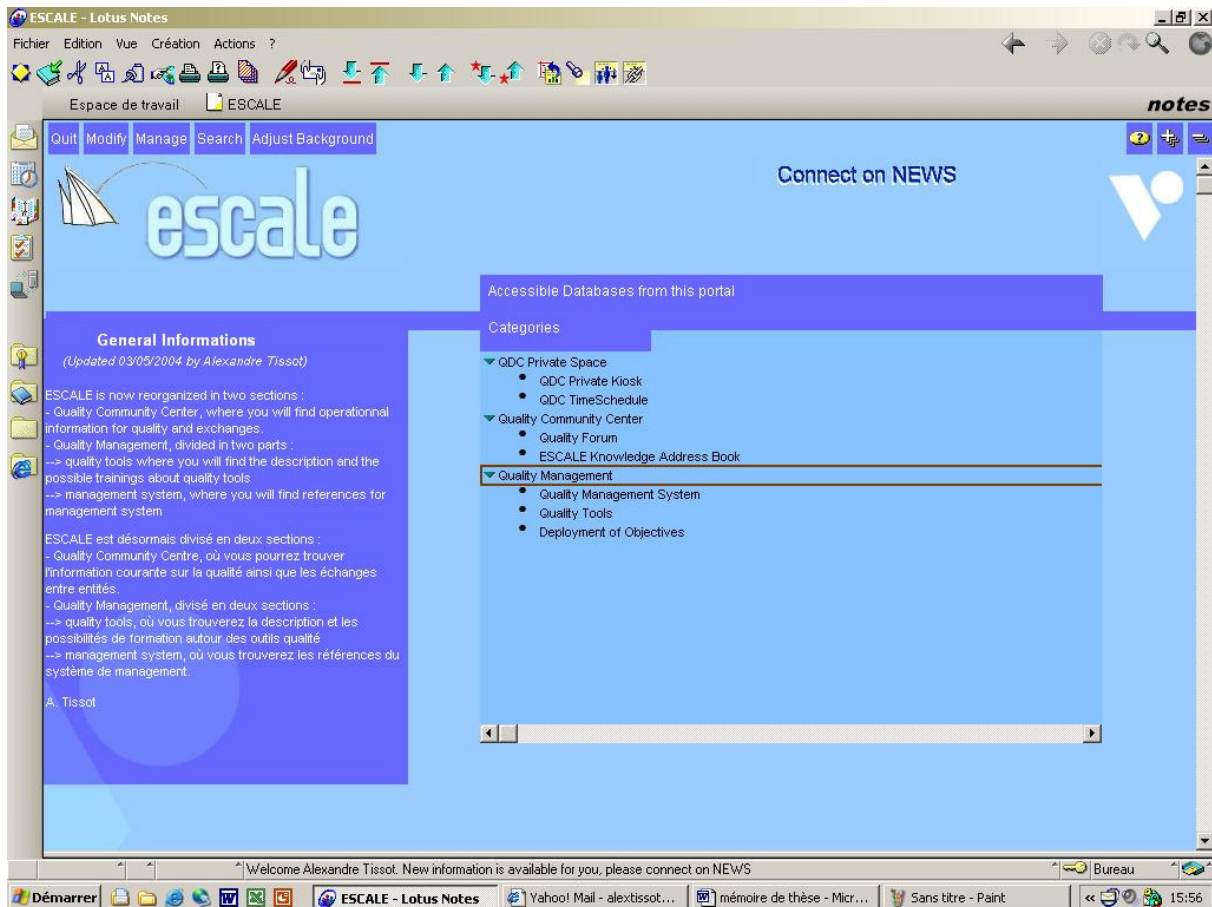 ESCALE - Lotus Notes
Fichier Edition Vue Création Actions ?
Espace de travail ESCALE notes
Quit Modify Manage Search Adjust Background
escale
Connect on NEWS
Accessible Databases from this portal
Categories
General Informations
(Updated 03/05/2004 by Alexandre Tissot)
ESCALE is now reorganized in two sections :
- Quality Community Center, where you will find operationnal
information for quality and exchanges.
- Quality Management, divided in two parts :
--> quality tools where you will find the description and the
possible trainings about quality tools
--> management system, where you will find references for
management system
ESCALE est désormais divisé en deux sections :
- Quality Community Centre, où vous pourrez trouver
l'information courante sur la qualité ainsi que les échanges
entre entités.
- Quality Management, divisé en deux sections :
--> quality tools, où vous trouverez la description et les
possibilités de formation autour des outils qualité
--> management system, où vous trouverez les références du
système de management.
A. Tissot
QDC Private Space
QDC Private Kiosk
QDC TimeSchedule
Quality Community Center
Quality Forum
ESCALE Knowledge Address Book
Quality Management
Quality Management System
Quality Tools
Deployment of Objectives
Welcome Alexandre Tissot. New information is available for you, please connect on NEWS
Bureau
Démarrer ESCALE - Lotus Notes Yahoo! Mail - alextissot... mémoire de thèse - Micr... Sans titre - Paint 15:56